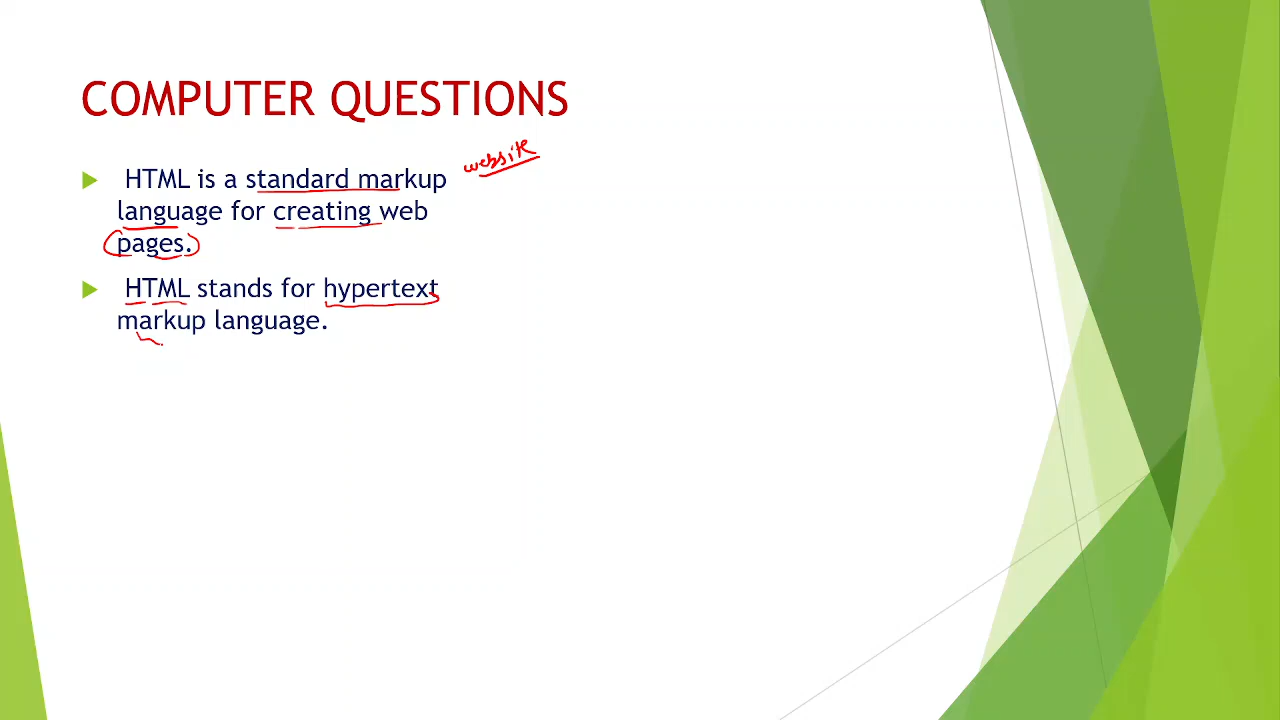 COMPUTER QUESTIONS
website
HTML is a standard markup
language for creating web
pages.
HTML stands for hypertext
markup language.